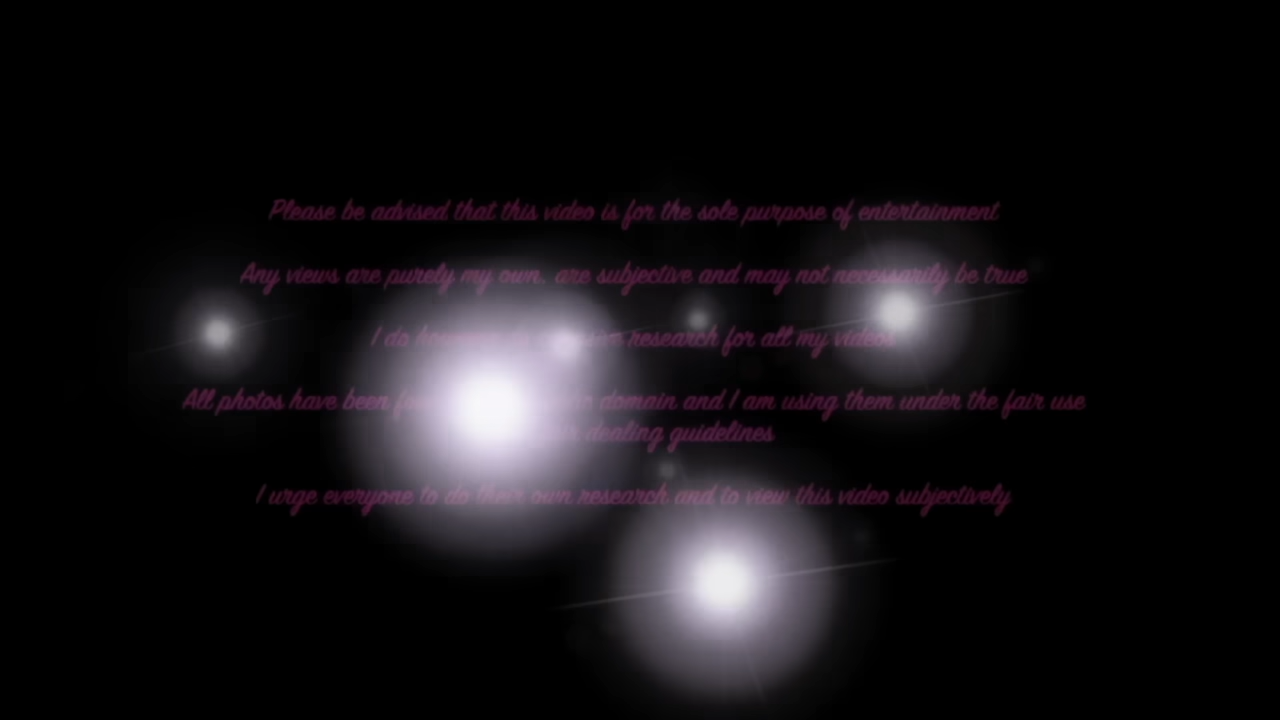 Please be advised that this video is for the sole purpose of entertainment
Any views are purely my own, are subjective and may not necessarily be true
I do research for all my videos
All photos have been domain and I am using them under the fair use
dealing guidelines
I urge everyone to do their own research and to view this video subjectively